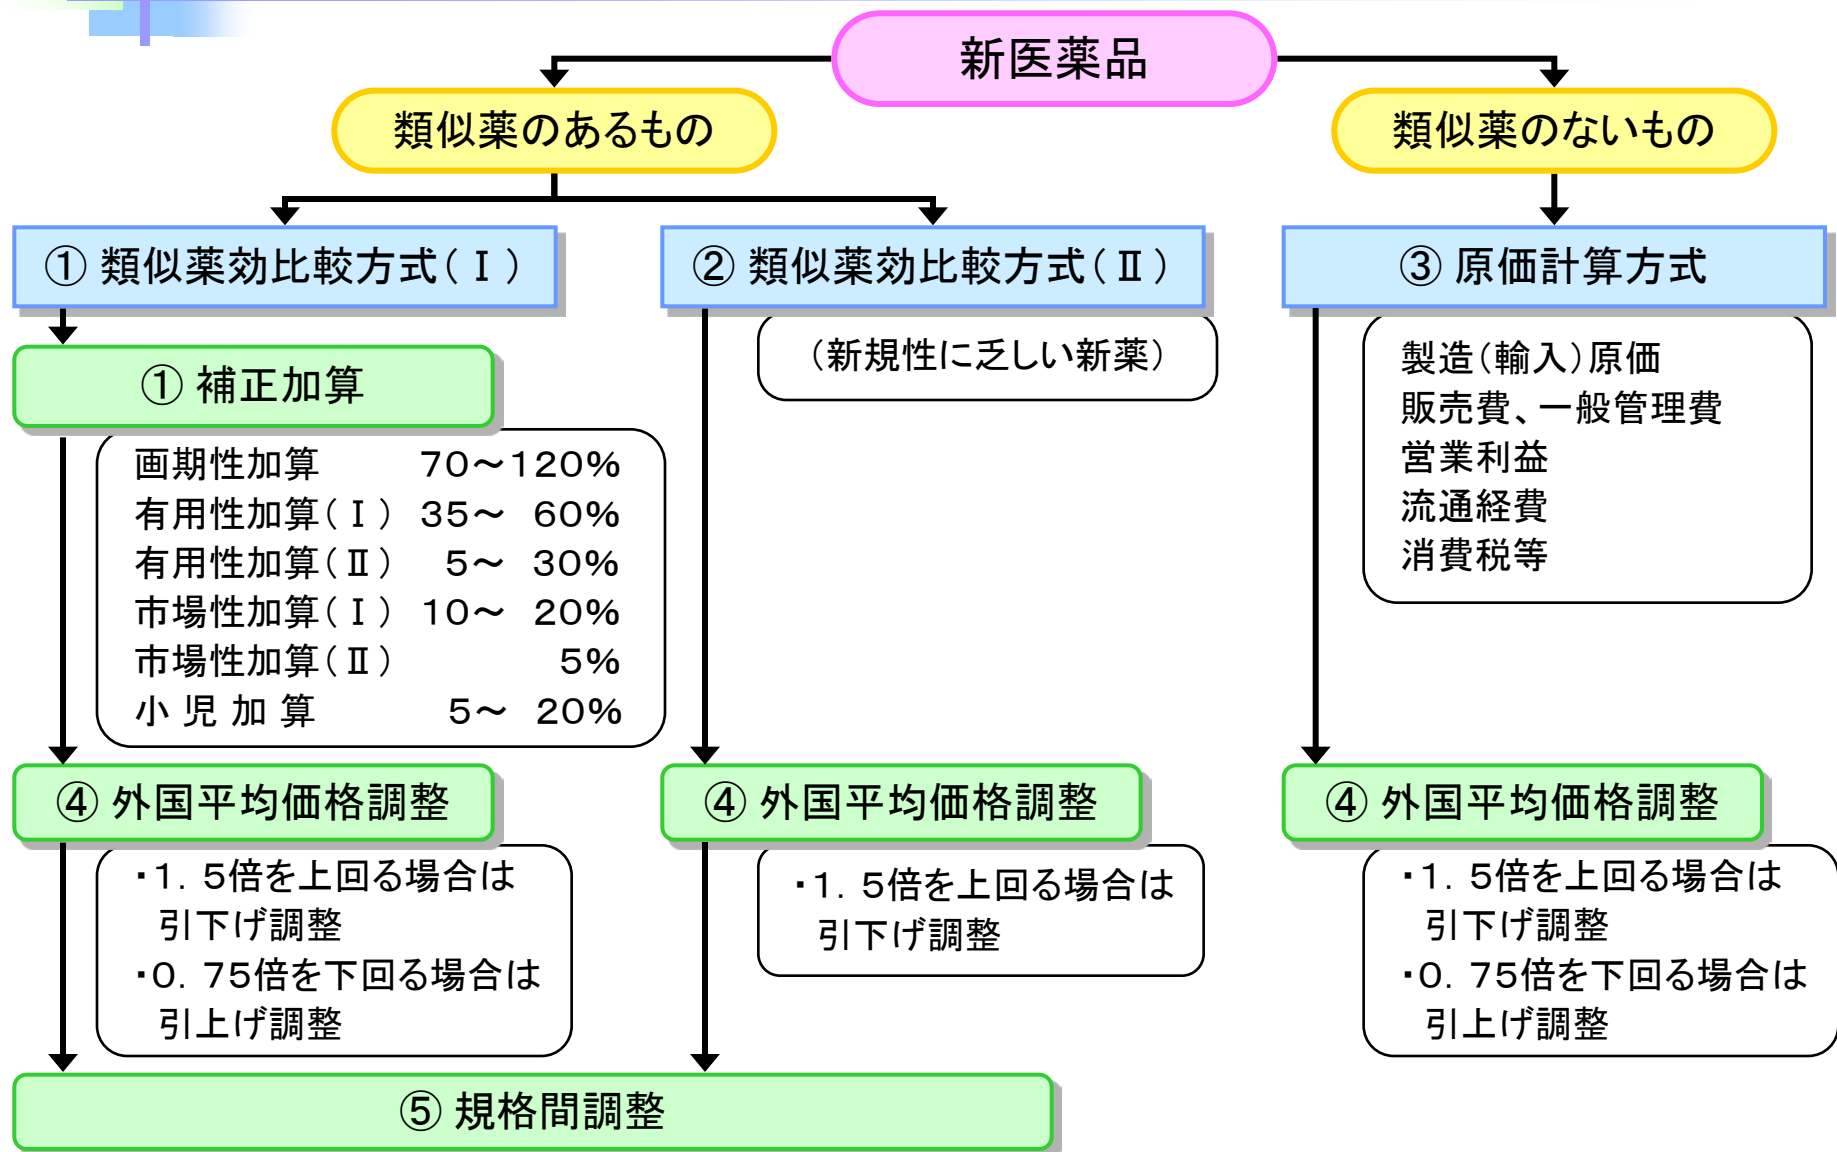 新医薬品
類似薬のあるもの
類似薬のないもの
① 類似薬効比較方式(Ⅰ)
② 類似薬効比較方式(Ⅱ)
③ 原価計算方式
(新規性に乏しい新薬)
① 補正加算
画期性加算 70～120%
有用性加算(Ⅰ) 35～ 60%
有用性加算(Ⅱ) 5～ 30%
市場性加算(Ⅰ) 10～ 20%
市場性加算(Ⅱ) 5%
小 児 加 算 5～ 20%
製造(輸入)原価
販売費、一般管理費
営業利益
流通経費
消費税等
④ 外国平均価格調整
・1．5倍を上回る場合は
引下げ調整
・0．75倍を下回る場合は
引上げ調整
④ 外国平均価格調整
・1．5倍を上回る場合は
引下げ調整
④ 外国平均価格調整
・1．5倍を上回る場合は
引下げ調整
・0．75倍を下回る場合は
引上げ調整
⑤ 規格間調整